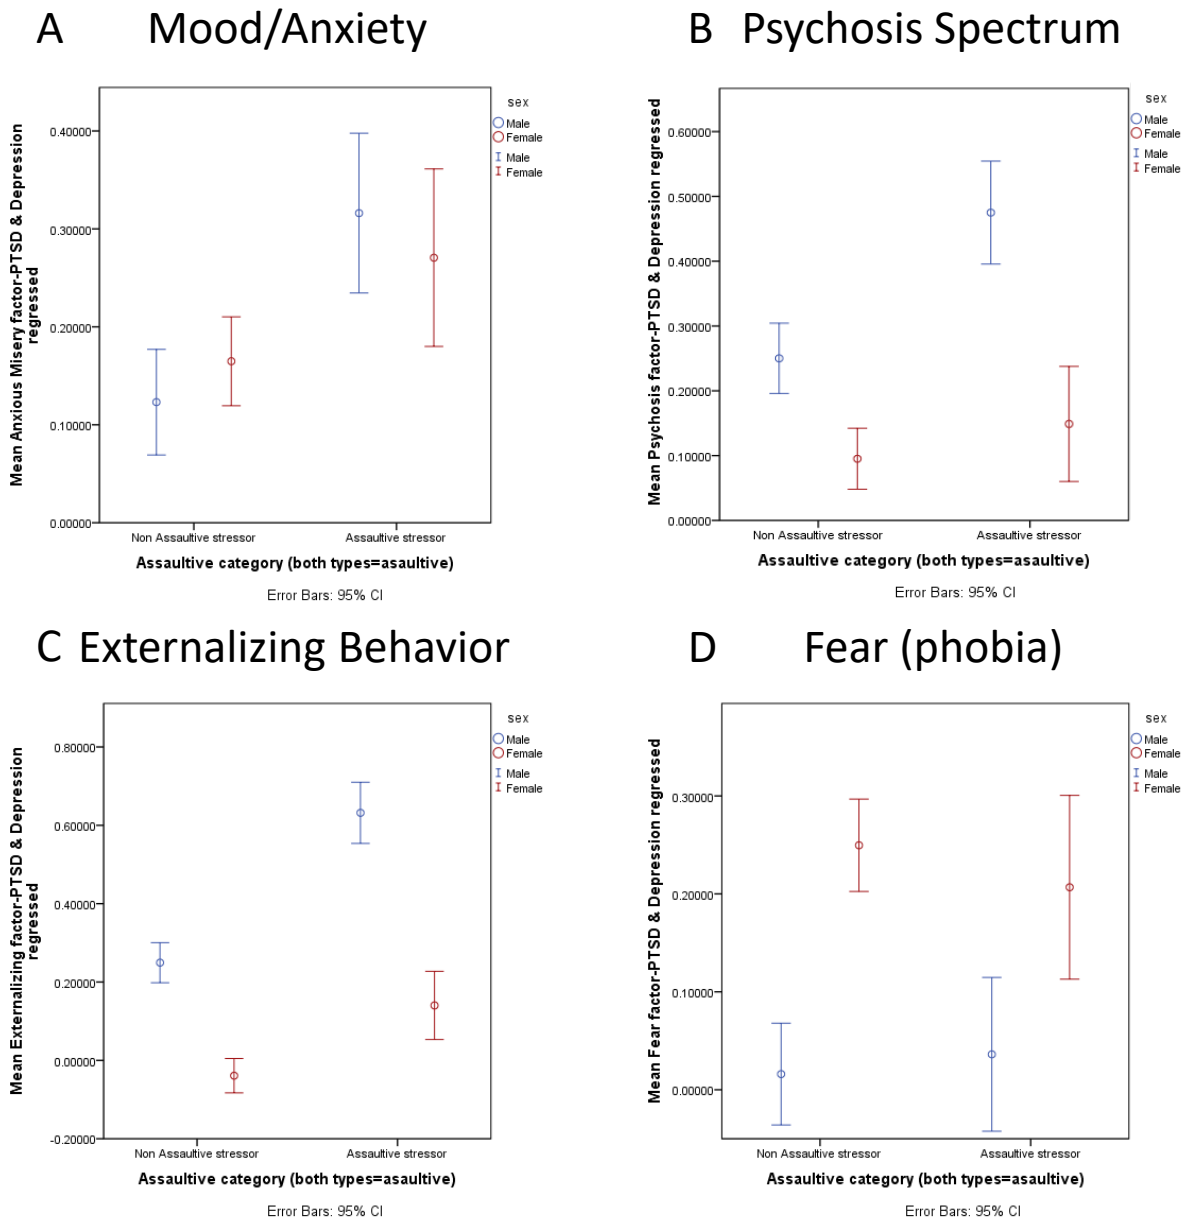 A Mood/Anxiety
Mean Anxious Misery factor-PTSD & Depression
regressed
0.40000
0.30000
0.20000
0.10000
0.00000
Non Assaultive stressor
Assaultive stressor
Assaultive category (both types=asaultive)
Error Bars: 95% CI
sex
Male
Female
Male
Female
B Psychosis Spectrum
Mean Psychosis factor-PTSD & Depression regressed
0.60000
0.50000
0.40000
0.30000
0.20000
0.10000
0.00000
Non Assaultive stressor
Assaultive stressor
Assaultive category (both types=asaultive)
Error Bars: 95% CI
sex
Male
Female
Male
Female
C Externalizing Behavior
Mean Externalizing factor-PTSD & Depression
regressed
0.80000
0.60000
0.40000
0.20000
0.00000
-0.20000
Non Assaultive stressor
Assaultive stressor
Assaultive category (both types=asaultive)
Error Bars: 95% CI
sex
Male
Female
Male
Female
D Fear (phobia)
Mean Fear factor-PTSD & Depression regressed
0.30000
0.20000
0.10000
0.00000
Non Assaultive stressor
Assaultive stressor
Assaultive category (both types=asaultive)
Error Bars: 95% CI
sex
Male
Female
Male
Female